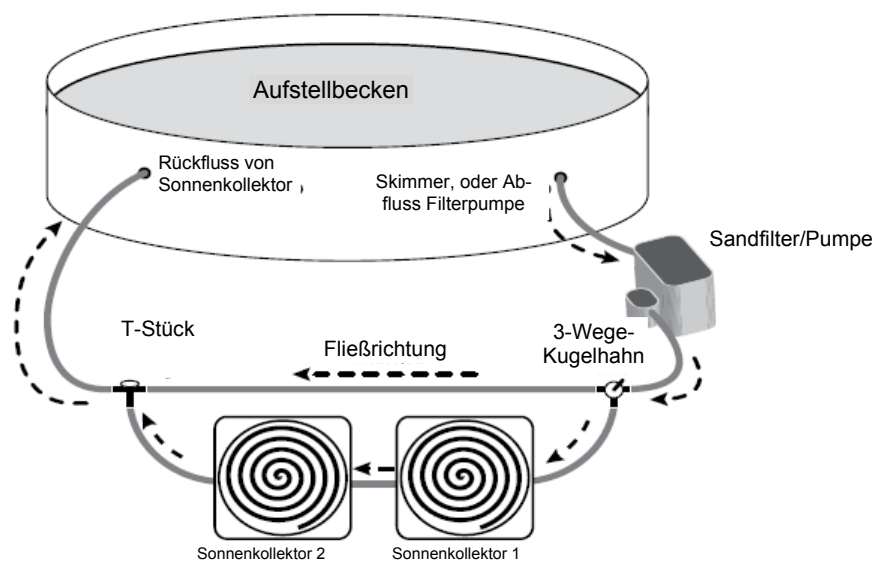 Aufstellbecken
Rückfluss von
Sonnenkollektor
Skimmer, oder Ab-
fluss Filterpumpe
Sandfilter/Pumpe
T-Stück
Fließrichtung
3-Wege-
Kugelhahn
Sonnenkollektor 2
Sonnenkollektor 1